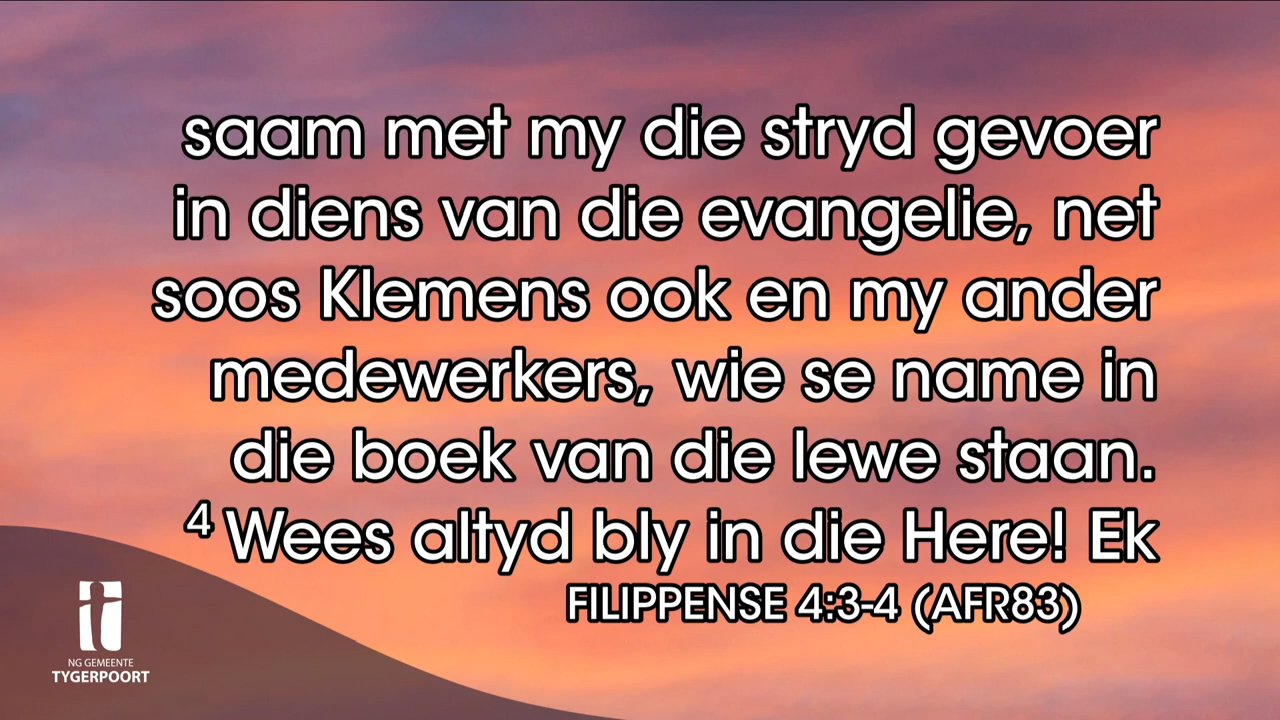 saam met my die stryd gevoer
in diens van die evangelie, net
soos Klemens ook en my ander
medewerkers, wie se name in
die boek van die lewe staan.
⁴ Wees altyd bly in die Here! Ek
FILIPPENSE 4:3-4 (AFR83)
NG GEMEENTE
TYGERPOORT